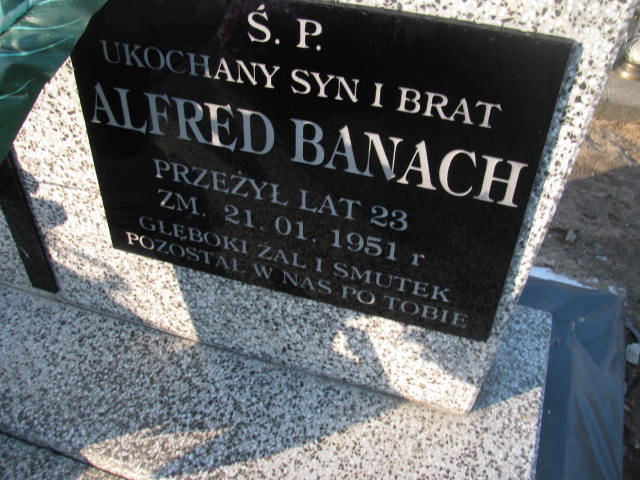 Ś. P.
UKOCHANY SYN I BRAT
ALFRED BANACH
PRZEŻYŁ LAT 23
ZM. 21. 01. 1951 r
GŁĘBOKI ŻAL I SMUTEK
POZOSTAŁ W NAS PO TOBIE